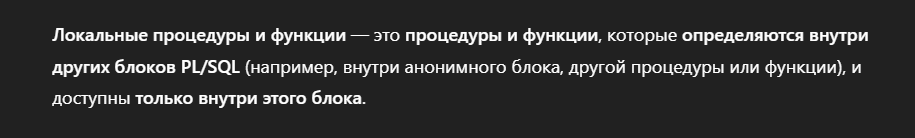 Локальные процедуры и функции — это процедуры и функции, которые определяются внутри
других блоков PL/SQL (например, внутри анонимного блока, другой процедуры или функции), и
доступны только внутри этого блока.